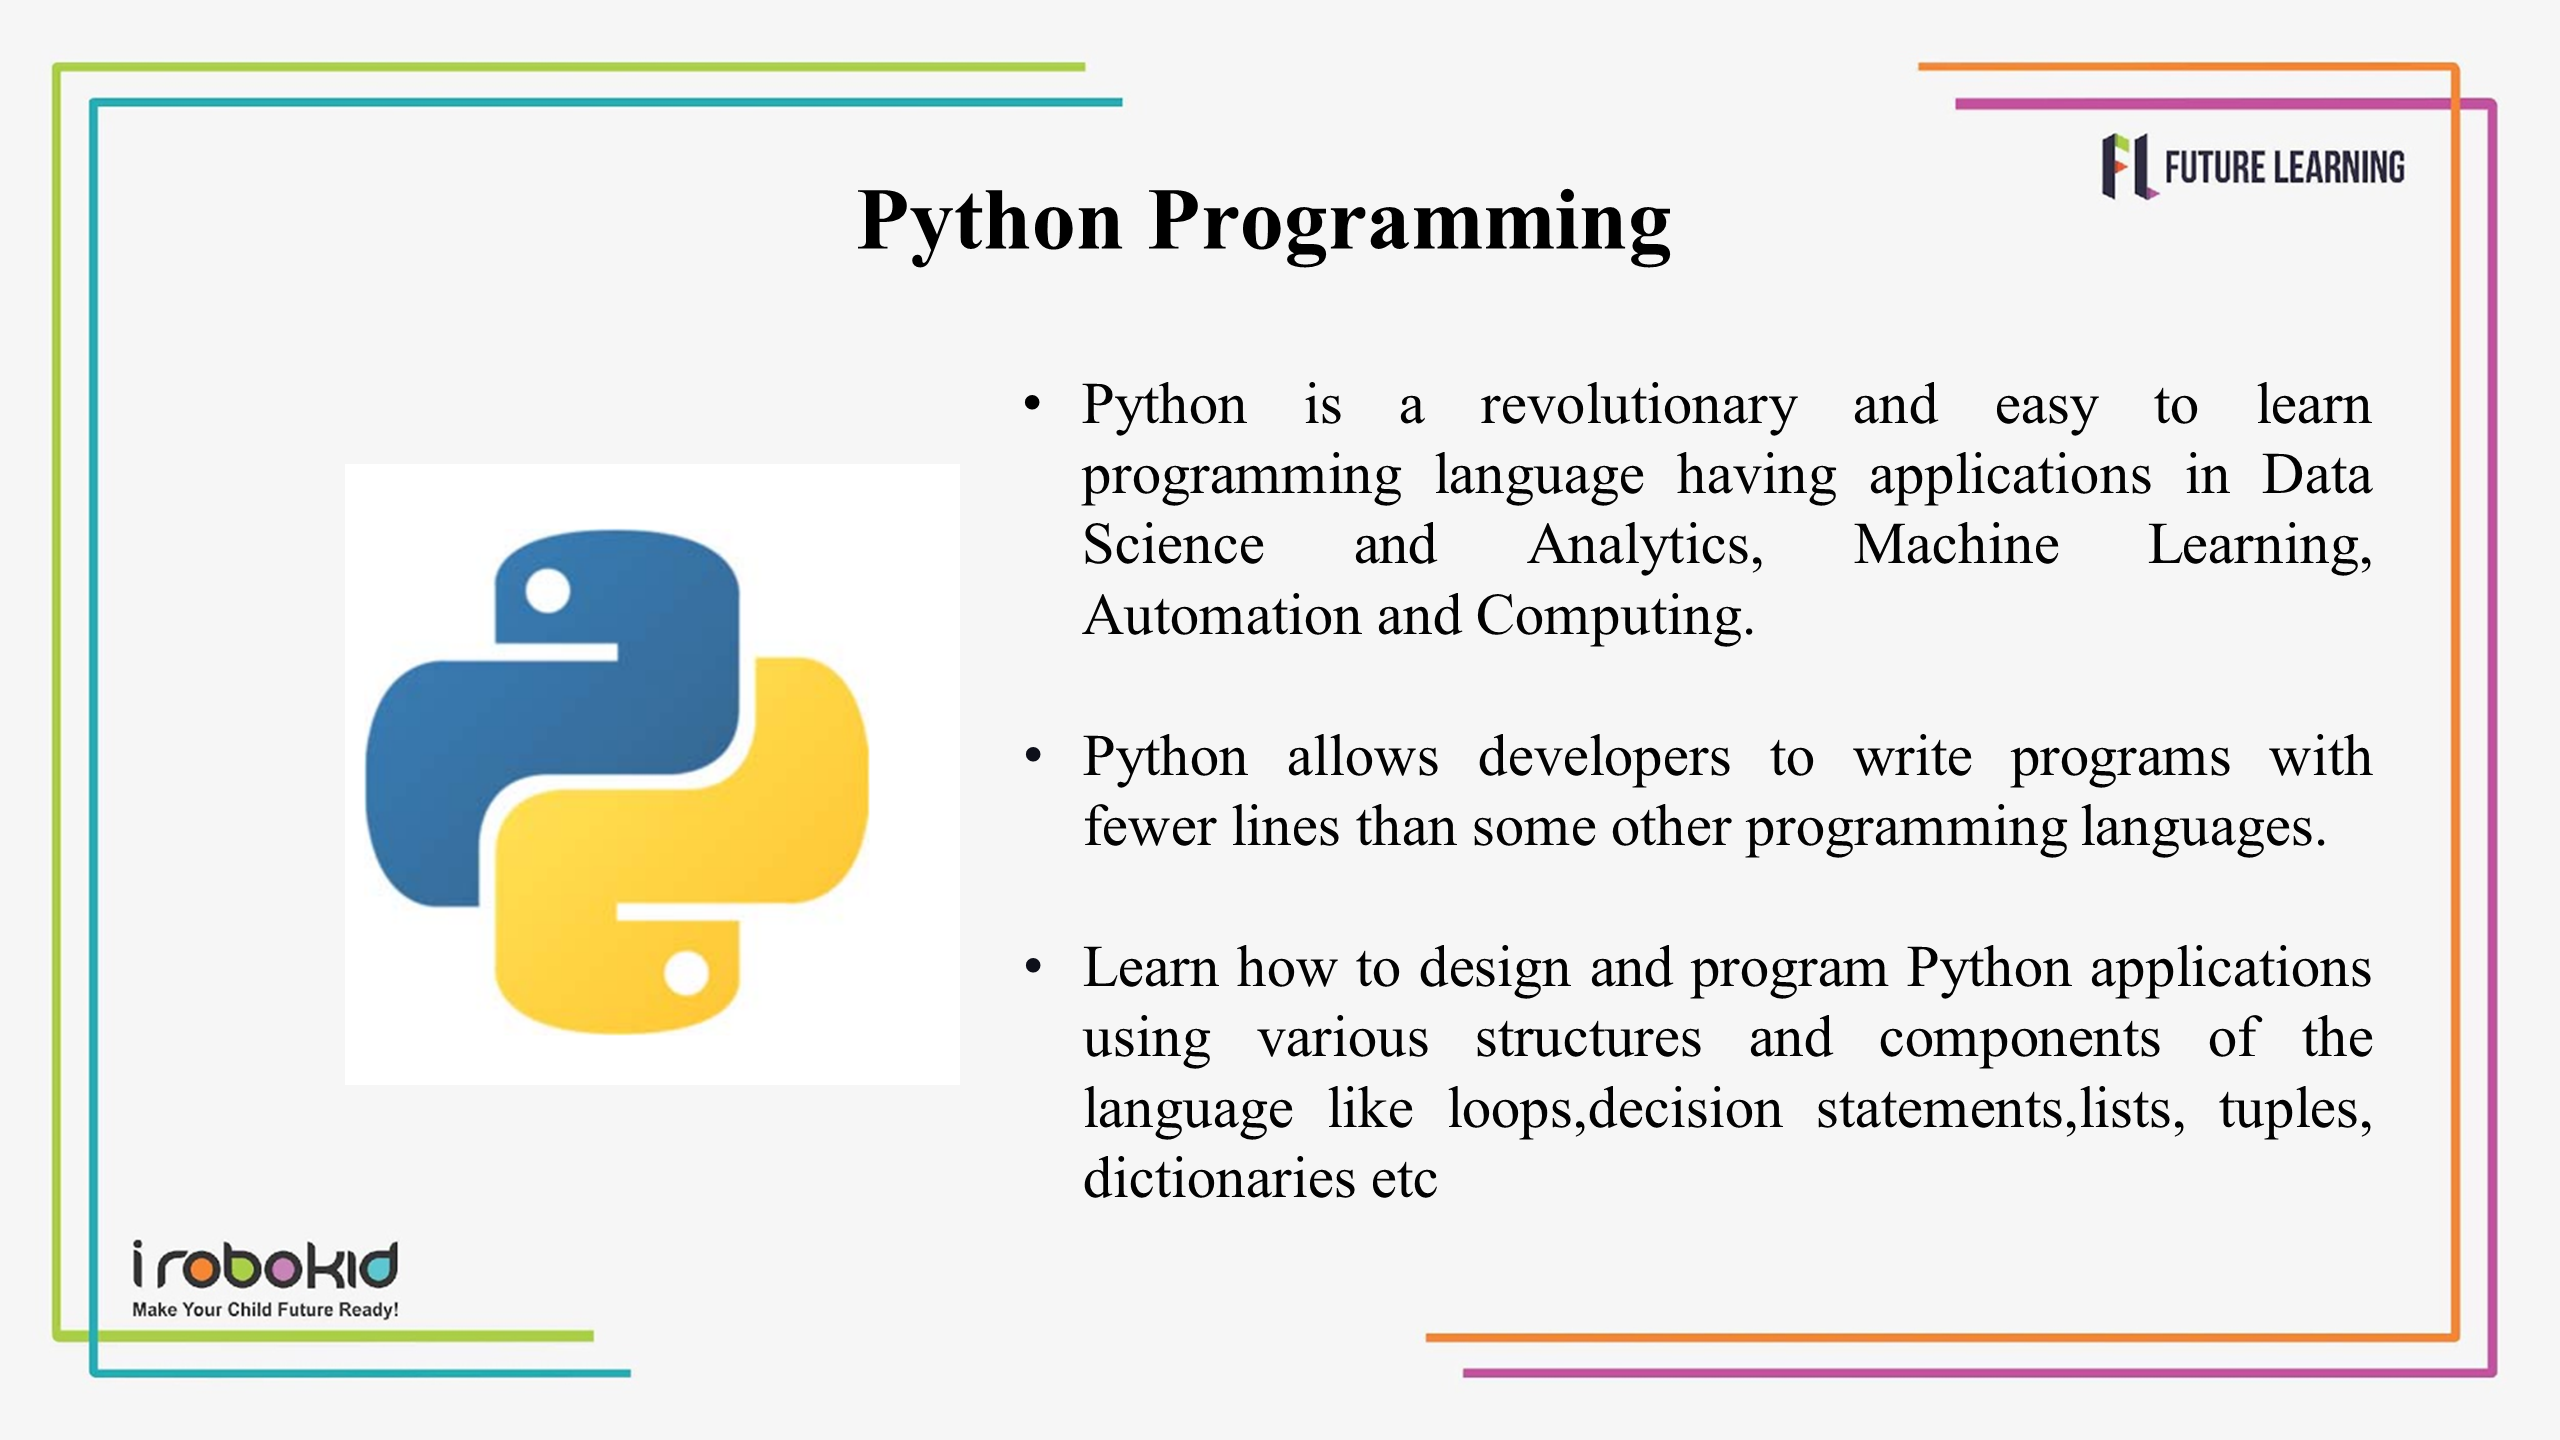 FUTURE LEARNING
Python Programming
• Python is a revolutionary and easy to learn
programming language having applications in Data
Science and Analytics, Machine Learning,
Automation and Computing.
• Python allows developers to write programs with
fewer lines than some other programming languages.
• Learn how to design and program Python applications
using various structures and components of the
language like loops,decision statements,lists, tuples,
dictionaries etc
i robokid
Make Your Child Future Ready!